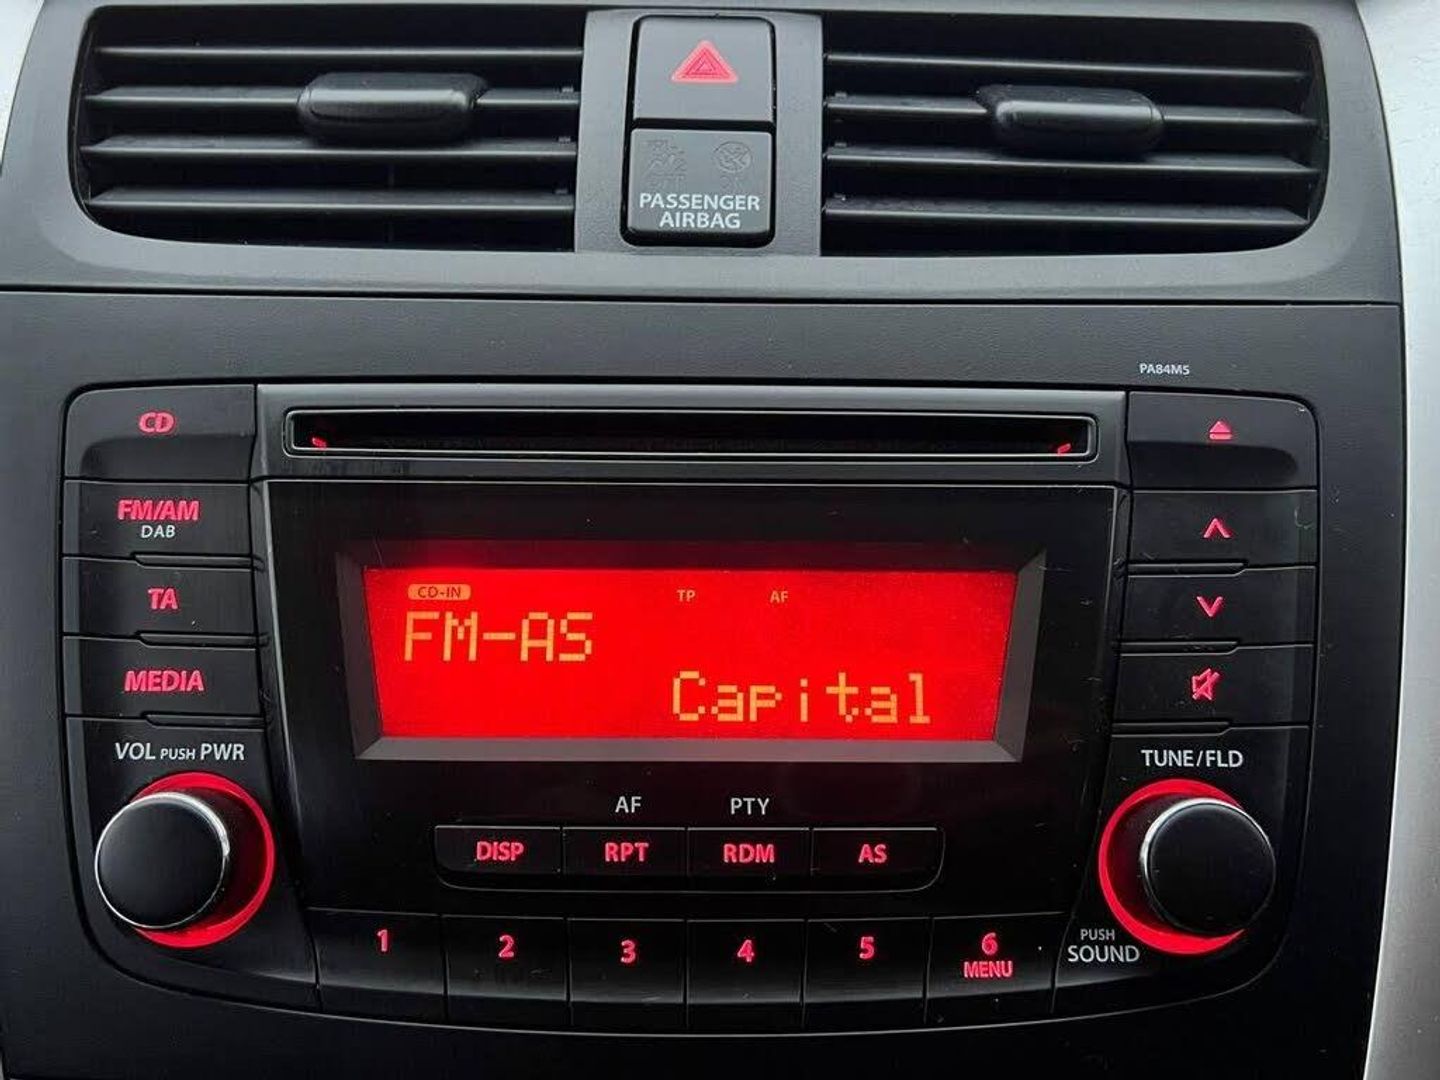 PASSENGER
AIRBAG
PA84M5
CD
FM/AM
DAB
TA
MEDIA
VOL PUSH PWR
CD-IN TP AF
FM-AS
Capital
TUNE/FLD
AF PTY
DISP RPT RDM AS
1 2 3 4 5 6
MENU
PUSH
SOUND